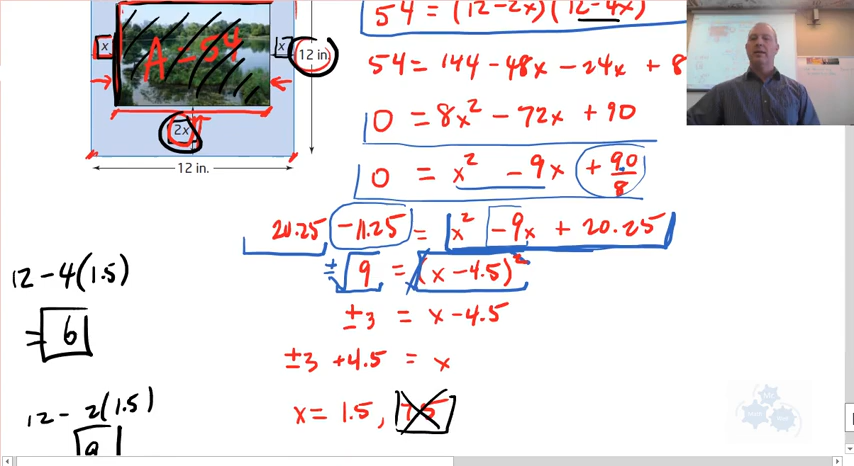 54 = (12-2x)(12-4x)
x A-54 x 12 in.
54 = 144 - 48x - 24x + 8
2x
0 = 8x² - 72x + 90
12 in.
0 = x² - 9x + 90/8
20.25 -11.25 = x² - 9x + 20.25
± √9 = (x-4.5)²
12-4(1.5)
±3 = x-4.5
= 6
±3 +4.5 = x
12 - 2(1.5)
x = 1.5, 7.5